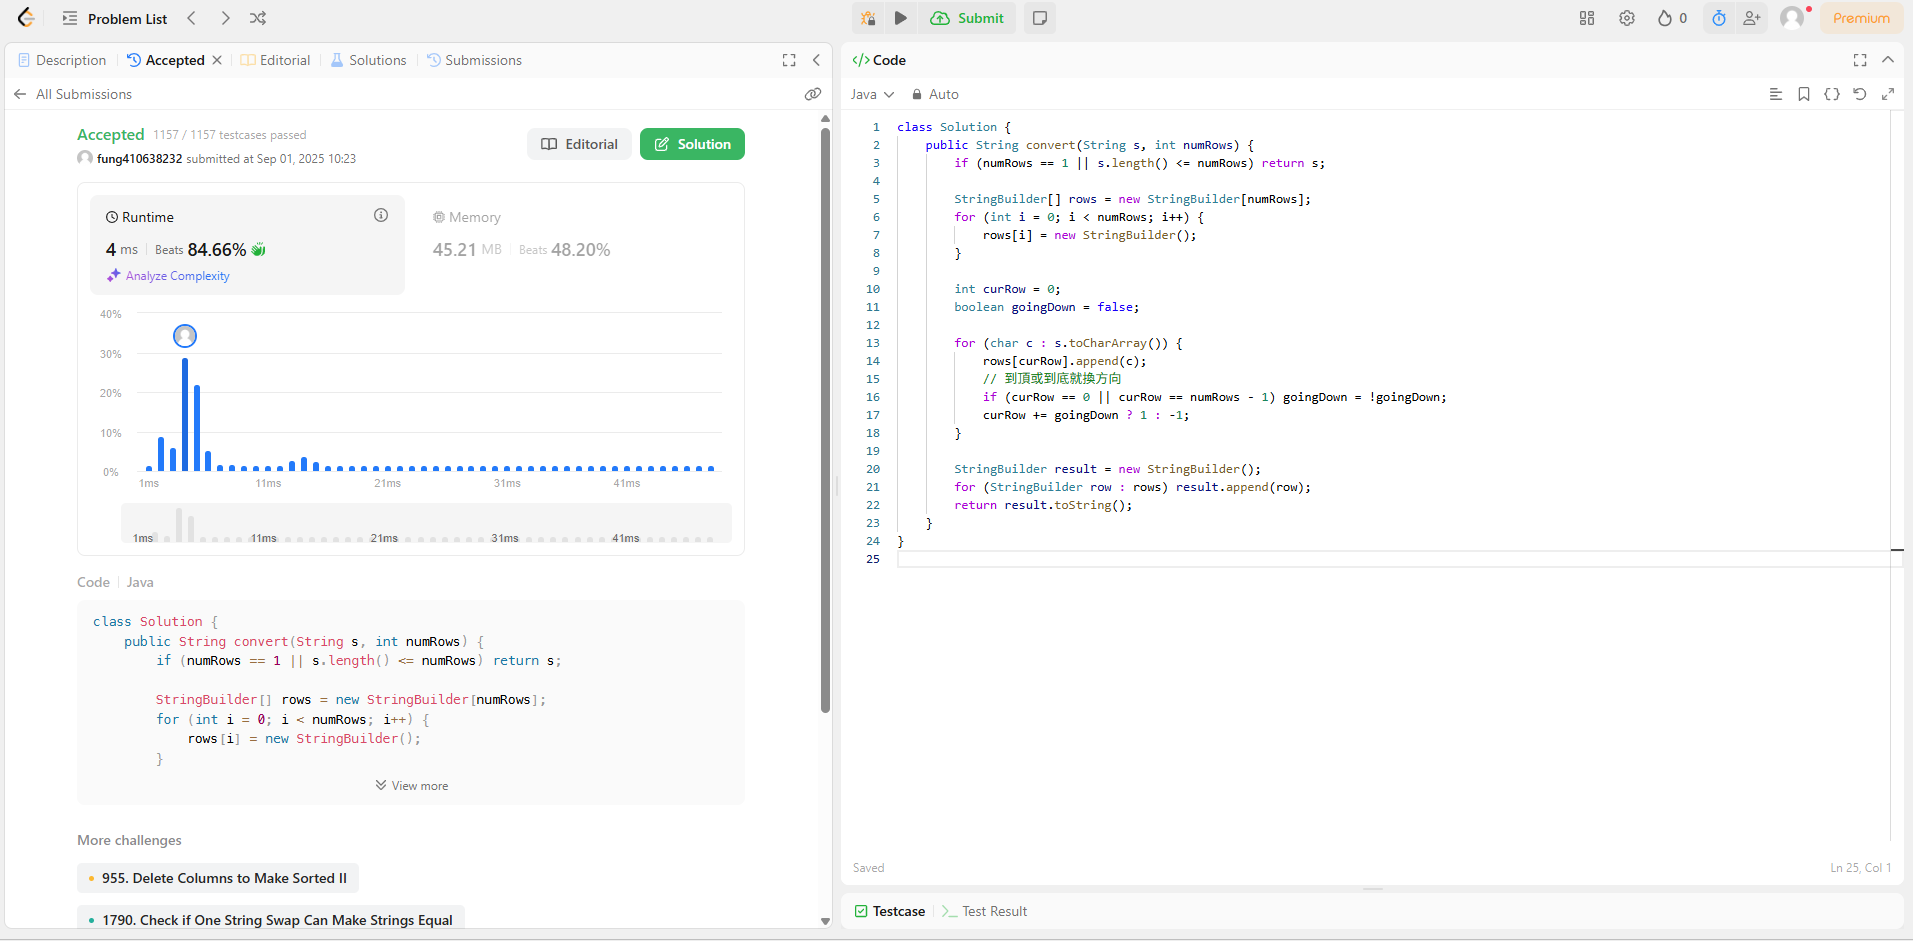 Problem List
Submit
0
Premium
Description
Accepted
Editorial
Solutions
Submissions
All Submissions
Accepted 1157 / 1157 testcases passed
fung410638232 submitted at Sep 01, 2025 10:23
Editorial
Solution
Runtime
4 ms Beats 84.66%
Analyze Complexity
Memory
45.21 MB Beats 48.20%
40%
30%
20%
10%
0%
1ms 11ms 21ms 31ms 41ms
1ms 11ms 21ms 31ms 41ms
Code Java
class Solution {
    public String convert(String s, int numRows) {
        if (numRows == 1 || s.length() <= numRows) return s;

        StringBuilder[] rows = new StringBuilder[numRows];
        for (int i = 0; i < numRows; i++) {
            rows[i] = new StringBuilder();
        }
View more
More challenges
955. Delete Columns to Make Sorted II
1790. Check if One String Swap Can Make Strings Equal
</> Code
Java Auto
1 class Solution {
2     public String convert(String s, int numRows) {
3         if (numRows == 1 || s.length() <= numRows) return s;
4
5         StringBuilder[] rows = new StringBuilder[numRows];
6         for (int i = 0; i < numRows; i++) {
7             rows[i] = new StringBuilder();
8         }
9
10         int curRow = 0;
11         boolean goingDown = false;
12
13         for (char c : s.toCharArray()) {
14             rows[curRow].append(c);
15             // 到頂或到底就換方向
16             if (curRow == 0 || curRow == numRows - 1) goingDown = !goingDown;
17             curRow += goingDown ? 1 : -1;
18         }
19
20         StringBuilder result = new StringBuilder();
21         for (StringBuilder row : rows) result.append(row);
22         return result.toString();
23     }
24 }
25
Saved
Ln 25, Col 1
Testcase
Test Result